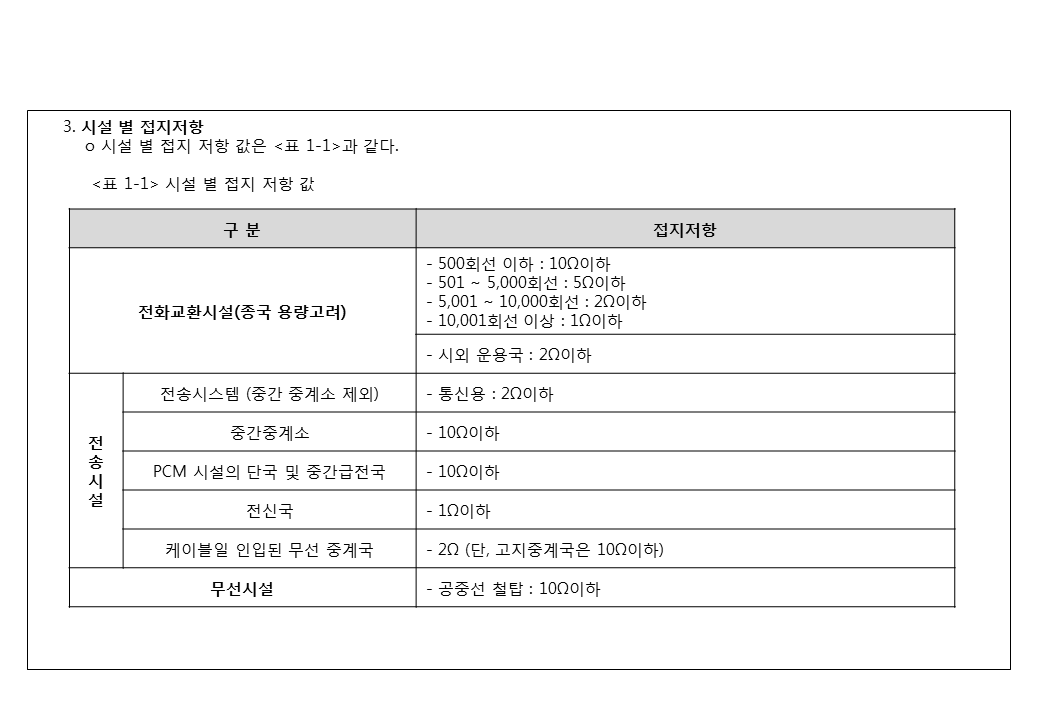 3. 시설 별 접지저항
o 시설 별 접지 저항 값은 <표 1-1>과 같다.
<표 1-1> 시설 별 접지 저항 값
구 분
접지저항
전화교환시설(종국 용량고려)
- 500회선 이하 : 10Ω이하
- 501 ~ 5,000회선 : 5Ω이하
- 5,001 ~ 10,000회선 : 2Ω이하
- 10,001회선 이상 : 1Ω이하
- 시외 운용국 : 2Ω이하
전
송
시
설
전송시스템 (중간 중계소 제외)
- 통신용 : 2Ω이하
중간중계소
- 10Ω이하
PCM 시설의 단국 및 중간급전국
- 10Ω이하
전신국
- 1Ω이하
케이블일 인입된 무선 중계국
- 2Ω (단, 고지중계국은 10Ω이하)
무선시설
- 공중선 철탑 : 10Ω이하